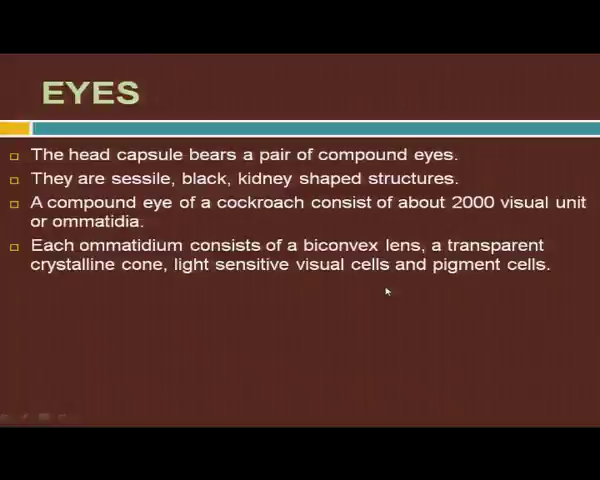 EYES
The head capsule bears a pair of compound eyes.
They are sessile, black, kidney shaped structures.
A compound eye of a cockroach consist of about 2000 visual unit
or ommatidia.
Each ommatidium consists of a biconvex lens, a transparent
crystalline cone, light sensitive visual cells and pigment cells.